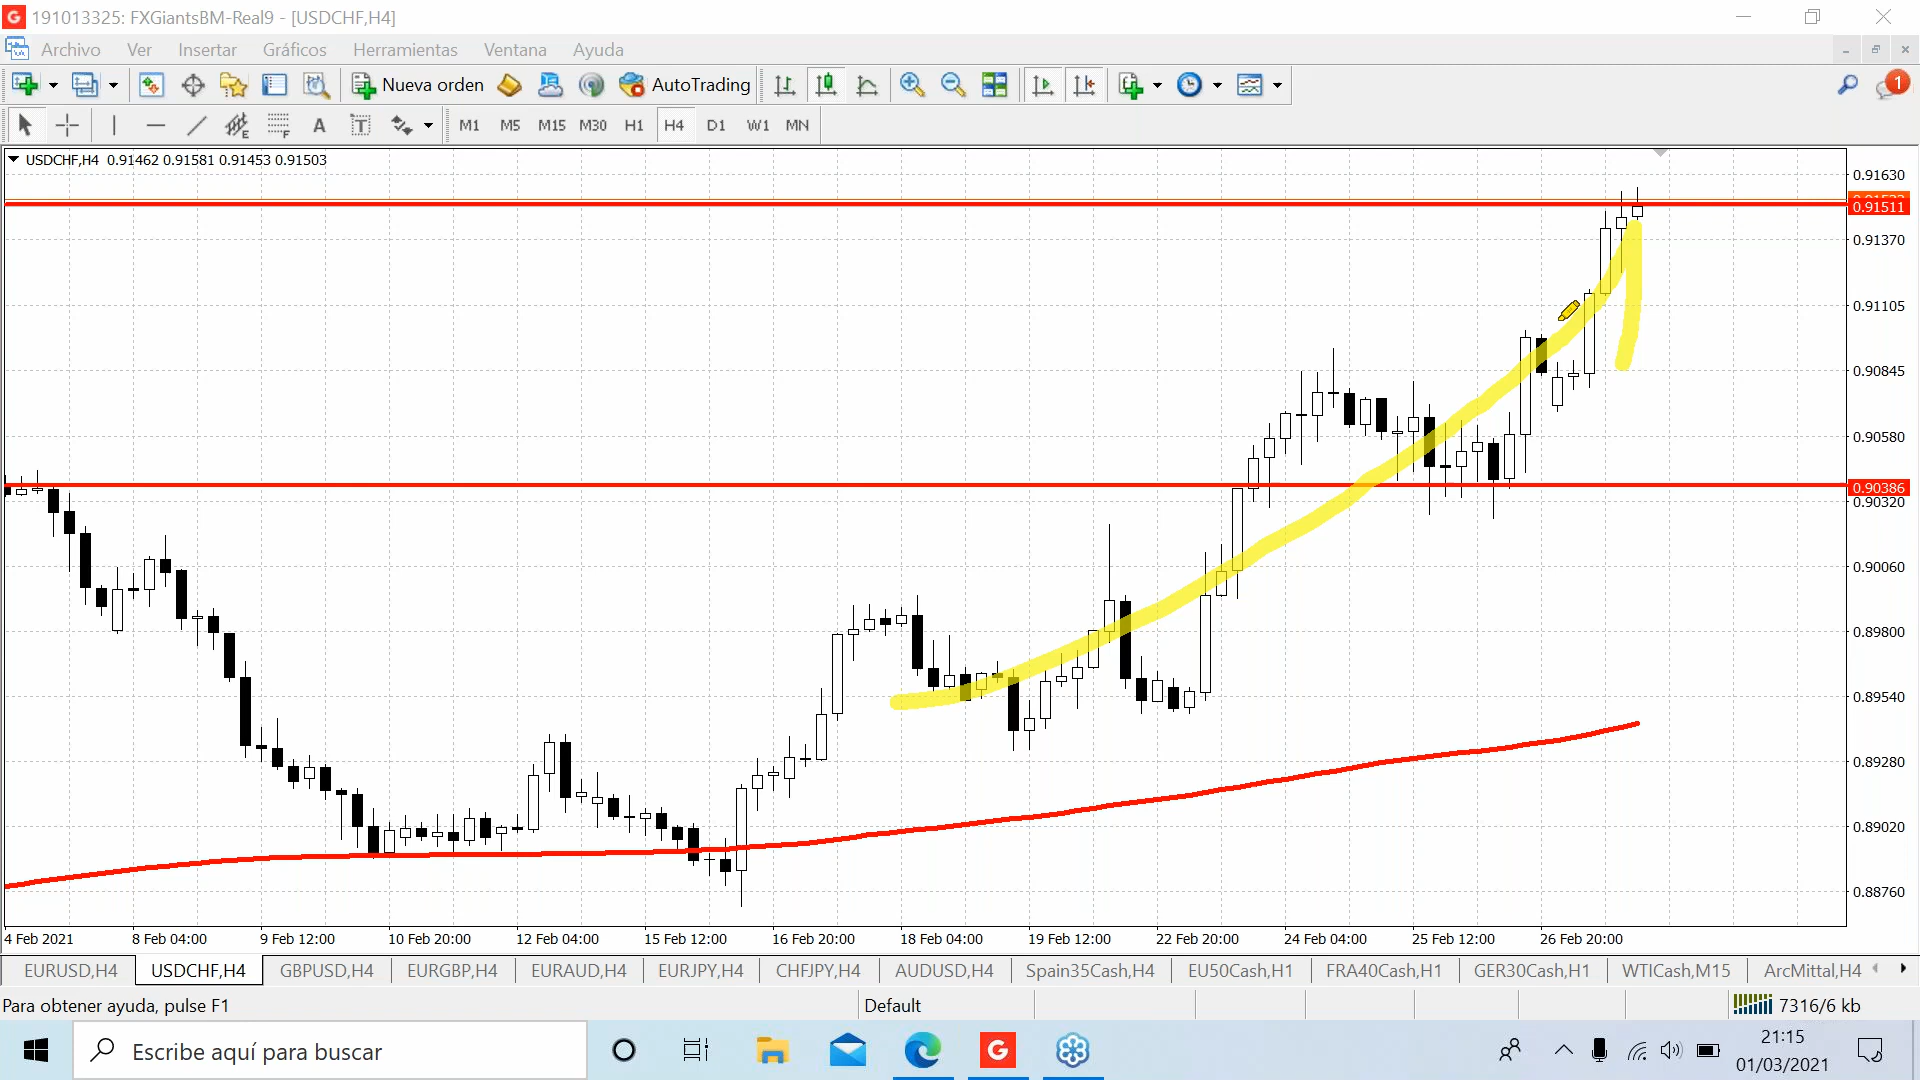 191013325: FXGiantsBM-Real9 - [USDCHF,H4]
Archivo Ver Insertar Gráficos Herramientas Ventana Ayuda
Nueva orden AutoTrading 1
A T M1 M5 M15 M30 H1 H4 D1 W1 MN
USDCHF,H4 0.91462 0.91581 0.91453 0.91503
0.91630
0.91511
0.91370
0.91105
0.90845
0.90580
0.90386
0.90320
0.90060
0.89800
0.89540
0.89280
0.89020
0.88760
4 Feb 2021 8 Feb 04:00 9 Feb 12:00 10 Feb 20:00 12 Feb 04:00 15 Feb 12:00 16 Feb 20:00 18 Feb 04:00 19 Feb 12:00 22 Feb 20:00 24 Feb 04:00 25 Feb 12:00 26 Feb 20:00
EURUSD,H4 USDCHF,H4 GBPUSD,H4 EURGBP,H4 EURAUD,H4 EURJPY,H4 CHFJPY,H4 AUDUSD,H4 Spain35Cash,H4 EU50Cash,H1 FRA40Cash,H1 GER30Cash,H1 WTICash,M15 ArcMittal,H4
Para obtener ayuda, pulse F1 Default 7316/6 kb
Escribe aquí para buscar
21:15
01/03/2021